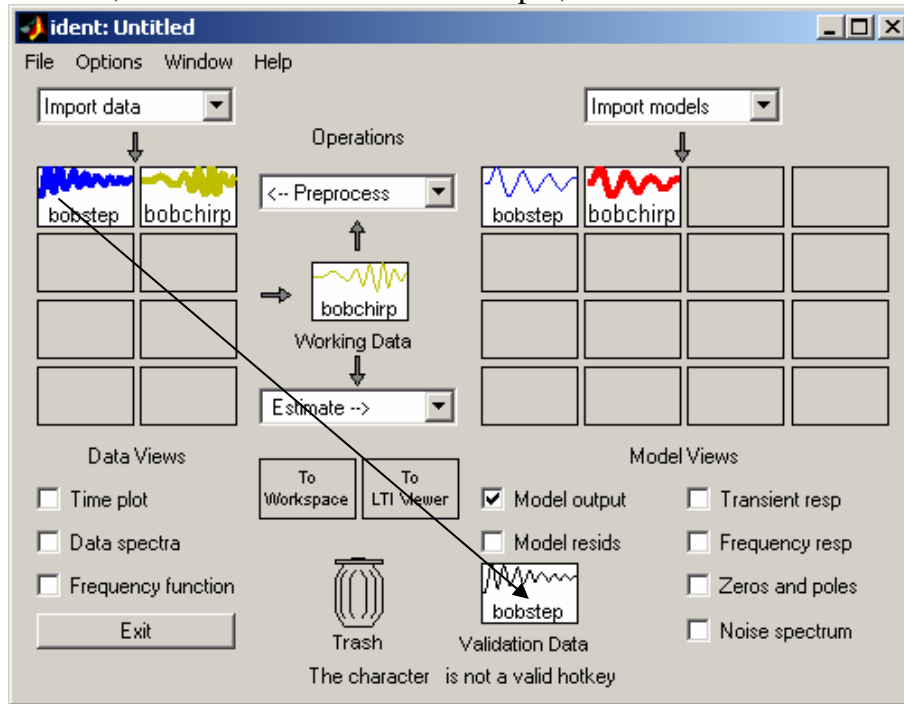 ident: Untitled
File Options Window Help
Import data
Import models
Operations
bobstep bobchirp
<-- Preprocess
bobstep bobchirp
bobchirp
Working Data
Estimate -->
Data Views
Model Views
To Workspace
To LTI Viewer
Time plot
Model output
Transient resp
Data spectra
Model resids
Frequency resp
Frequency function
bobstep
Zeros and poles
Exit
Trash
Validation Data
Noise spectrum
The character is not a valid hotkey